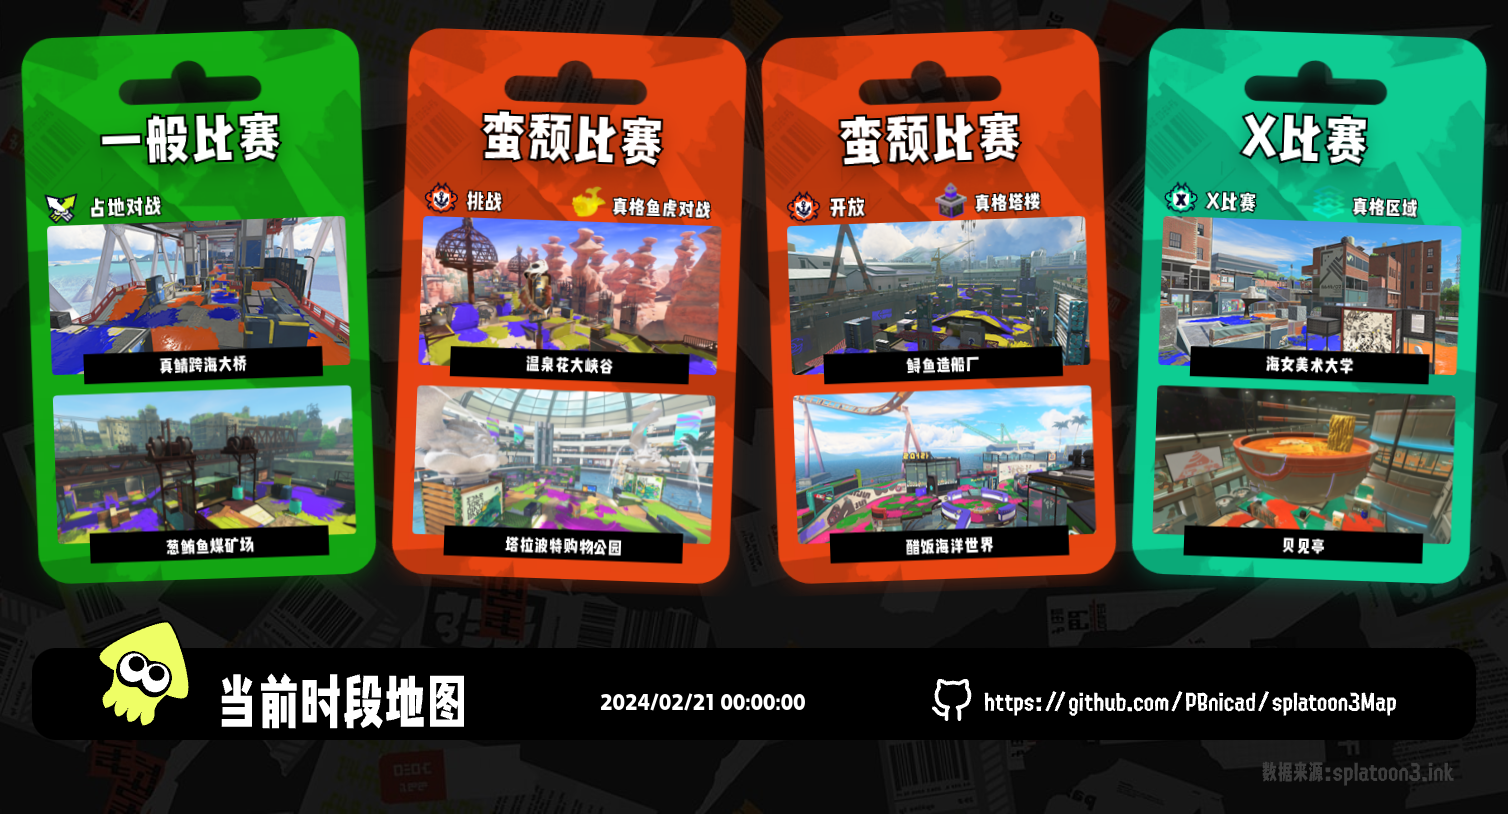 一般比赛
占地对战
真鲷跨海大桥
葱鲔鱼煤矿场
蛮颓比赛
挑战
真格鱼虎对战
温泉花大峡谷
塔拉波特购物公园
蛮颓比赛
开放
真格塔楼
鲟鱼造船厂
醋饭海洋世界
X比赛
X比赛
真格区域
海女美术大学
贝见亭
当前时段地图
2024/02/21 00:00:00
https://github.com/PBnicad/splatoon3Map
数据来源:splatoon3.ink